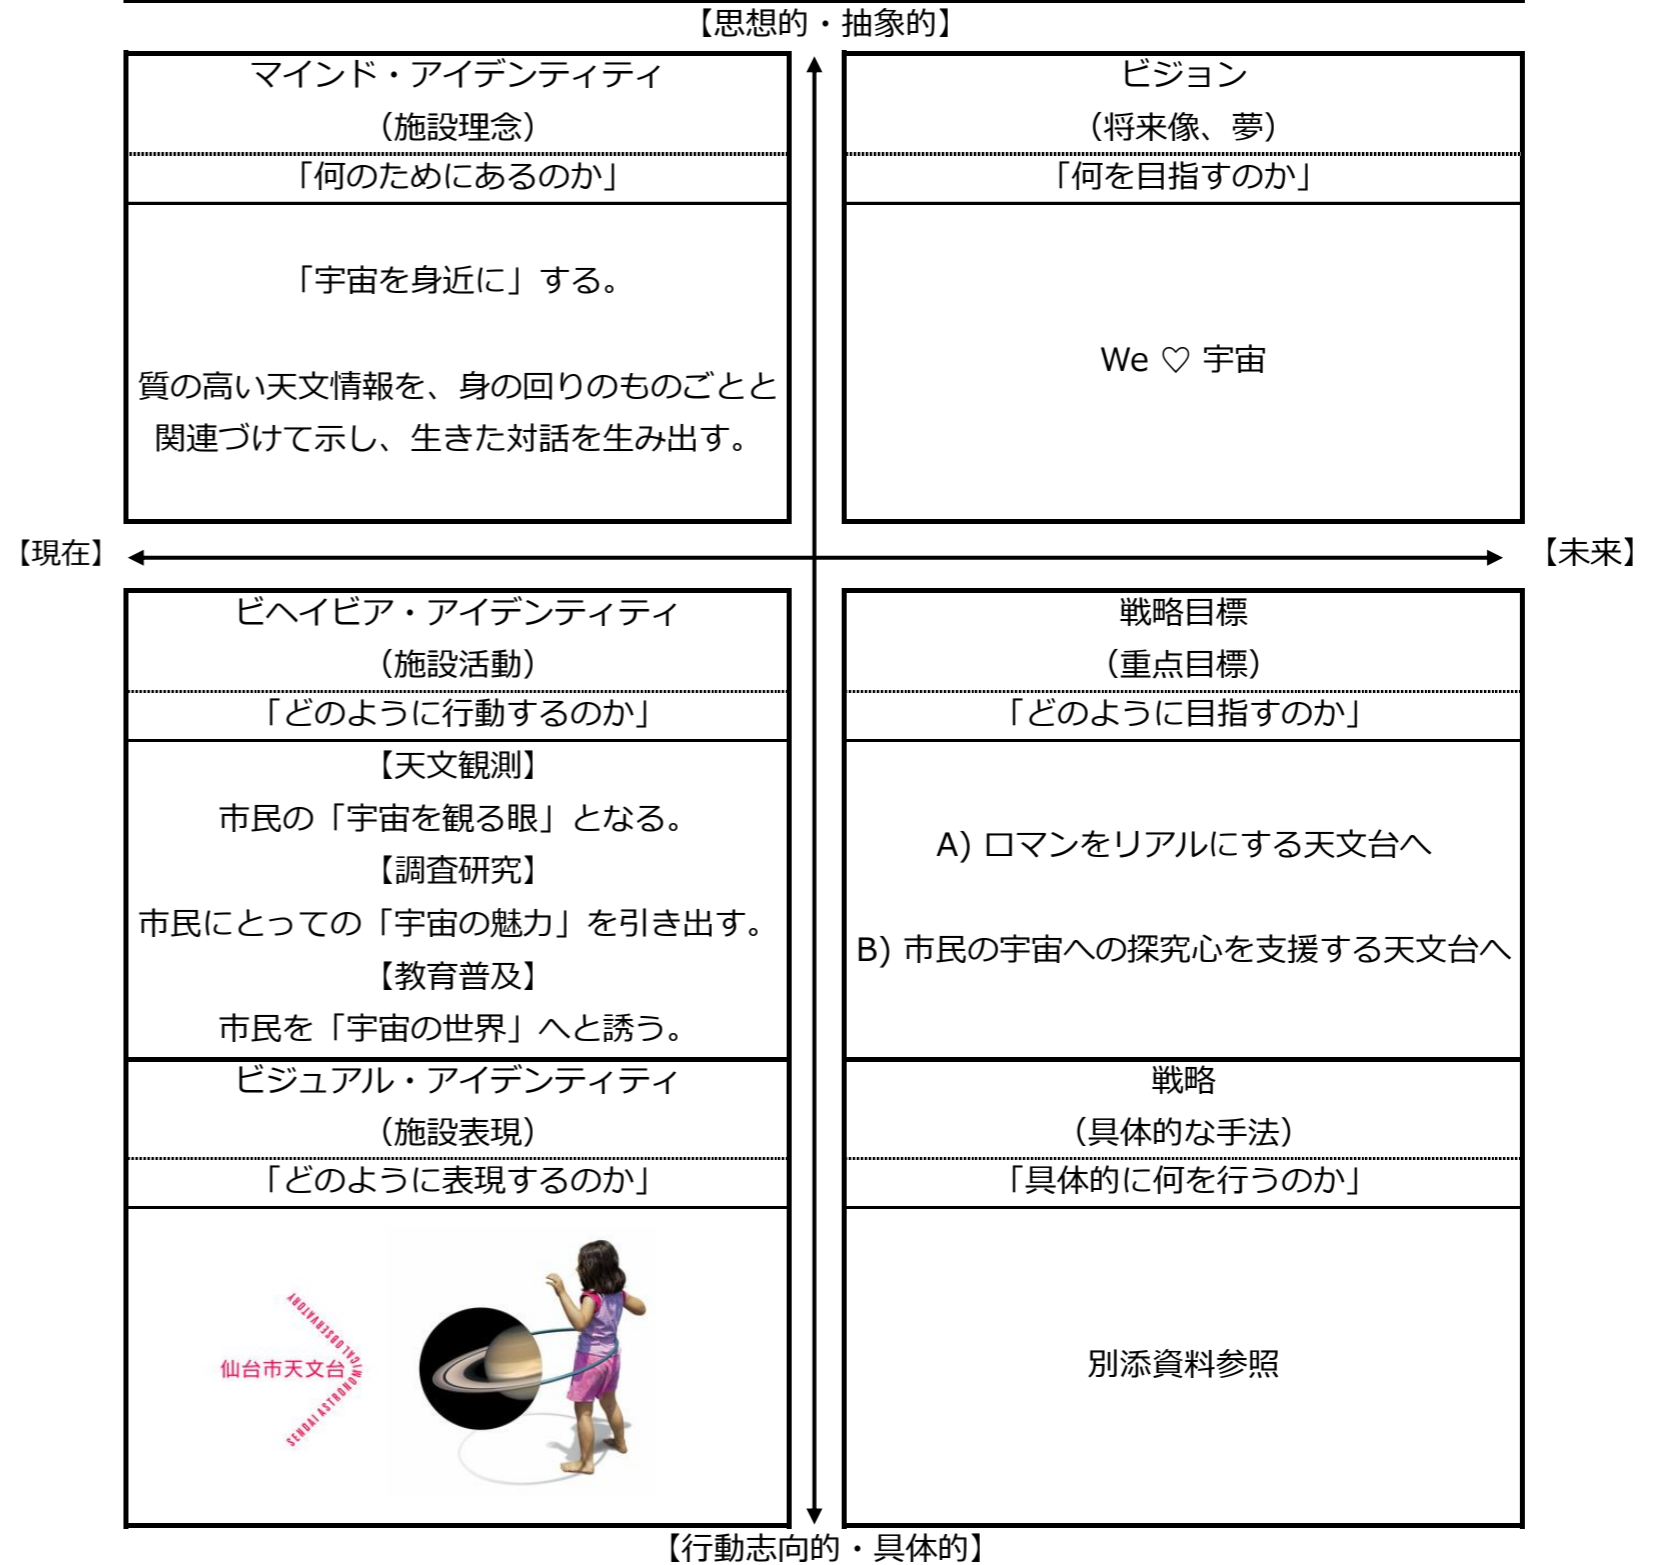 【思想的・抽象的】
マインド・アイデンティティ
（施設理念）
「何のためにあるのか」
「宇宙を身近に」する。
質の高い天文情報を、身の回りのものごとと
関連づけて示し、生きた対話を生み出す。
ビジョン
（将来像、夢）
「何を目指すのか」
We ♡ 宇宙
【現在】
【未来】
ビヘイビア・アイデンティティ
（施設活動）
「どのように行動するのか」
【天文観測】
市民の「宇宙を観る眼」となる。
【調査研究】
市民にとっての「宇宙の魅力」を引き出す。
【教育普及】
市民を「宇宙の世界」へと誘う。
戦略目標
（重点目標）
「どのように目指すのか」
A) ロマンをリアルにする天文台へ
B) 市民の宇宙への探究心を支援する天文台へ
ビジュアル・アイデンティティ
（施設表現）
「どのように表現するのか」
仙台市天文台
SENDAI ASTRONOMICAL OBSERVATORY
戦略
（具体的な手法）
「具体的に何を行うのか」
別添資料参照
【行動志向的・具体的】